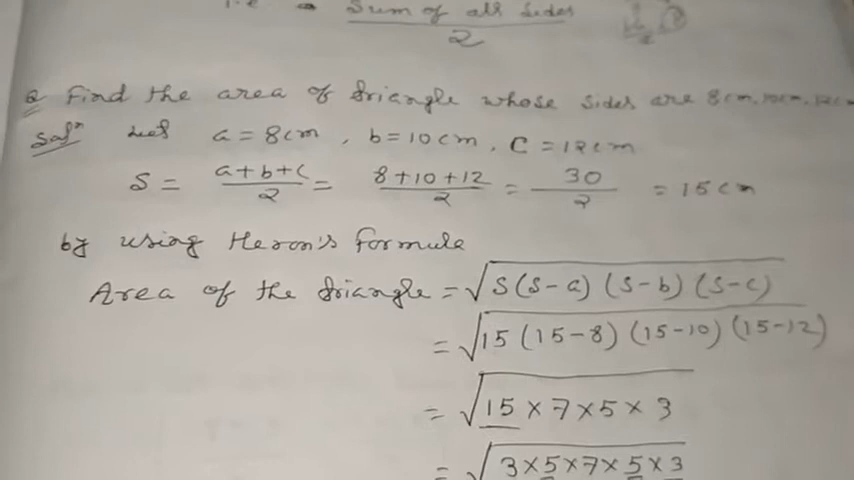 Sum of all sides
2
Q Find the area of triangle whose sides are 8cm, 10cm, 12cm
Solⁿ Let a = 8cm , b = 10cm , C = 12cm
S = a+b+c/2 = 8+10+12/2 = 30/2 = 15cm
by using Heron's formule
Area of the triangle = √S(S-a) (S-b) (S-c)
= √15 (15-8) (15-10) (15-12)
= √15 × 7 × 5 × 3
= √3×5×7×5×3